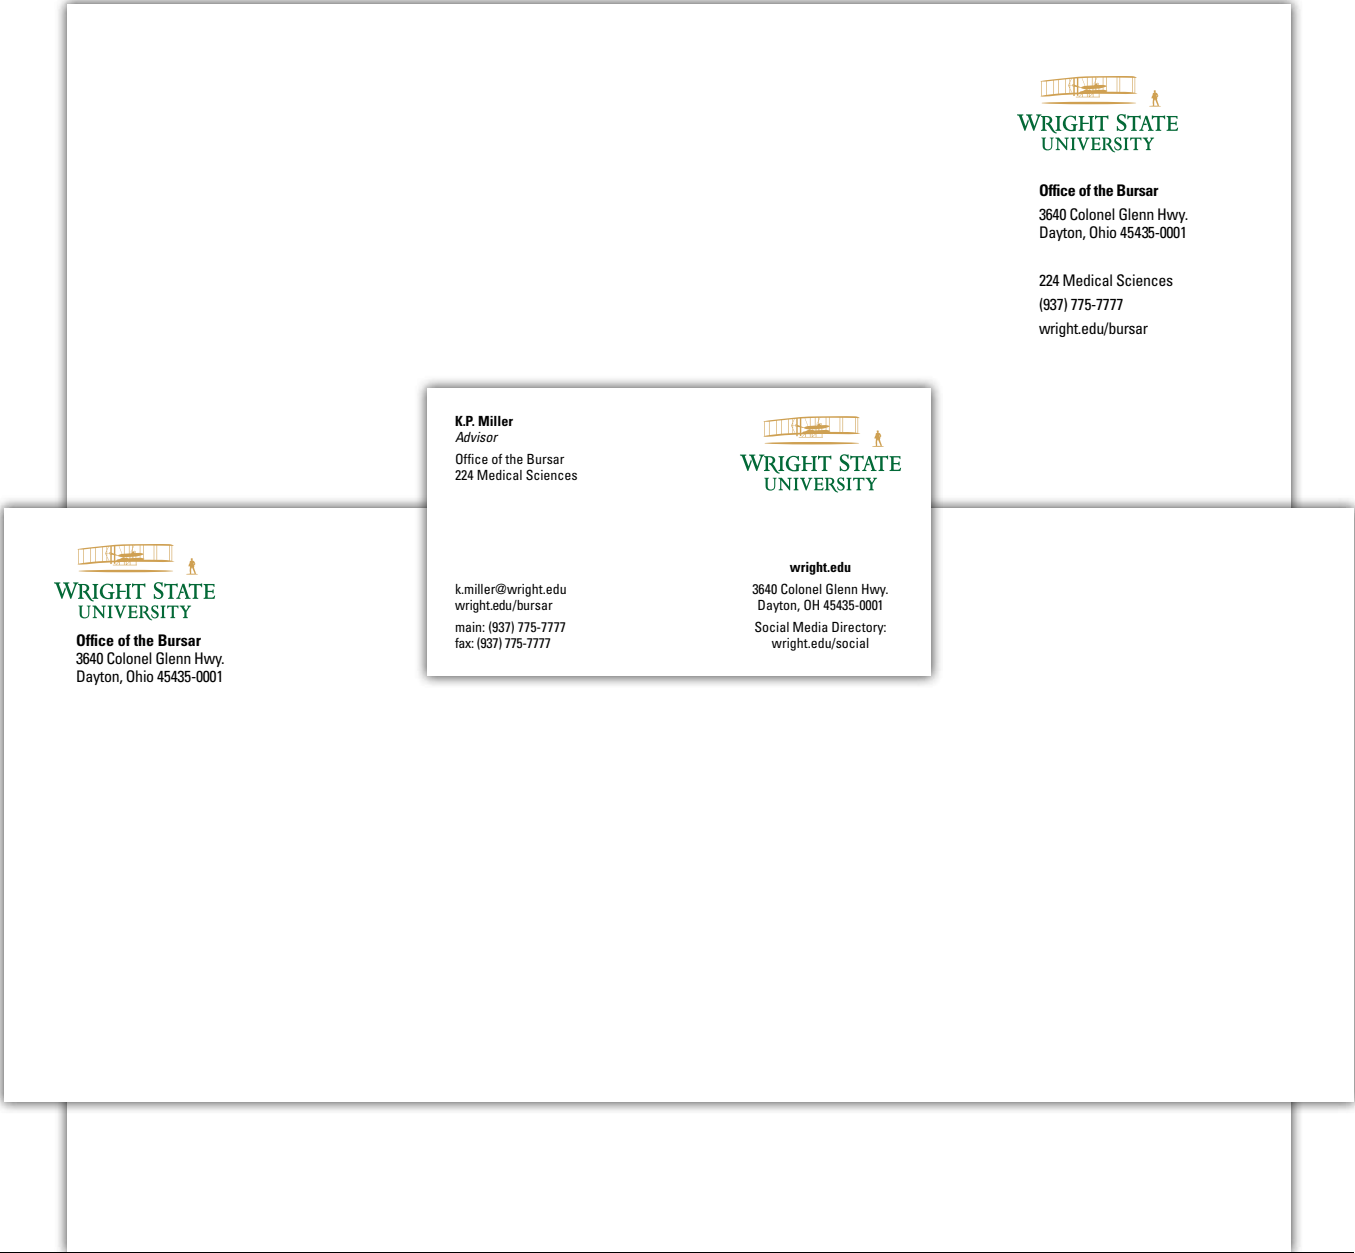 WRIGHT STATE
UNIVERSITY
Office of the Bursar
3640 Colonel Glenn Hwy.
Dayton, Ohio 45435-0001
224 Medical Sciences
(937) 775-7777
wright.edu/bursar
K.P. Miller
Advisor
Office of the Bursar
224 Medical Sciences
k.miller@wright.edu
wright.edu/bursar
main: (937) 775-7777
fax: (937) 775-7777
WRIGHT STATE
UNIVERSITY
wright.edu
3640 Colonel Glenn Hwy.
Dayton, OH 45435-0001
Social Media Directory:
wright.edu/social
WRIGHT STATE
UNIVERSITY
Office of the Bursar
3640 Colonel Glenn Hwy.
Dayton, Ohio 45435-0001